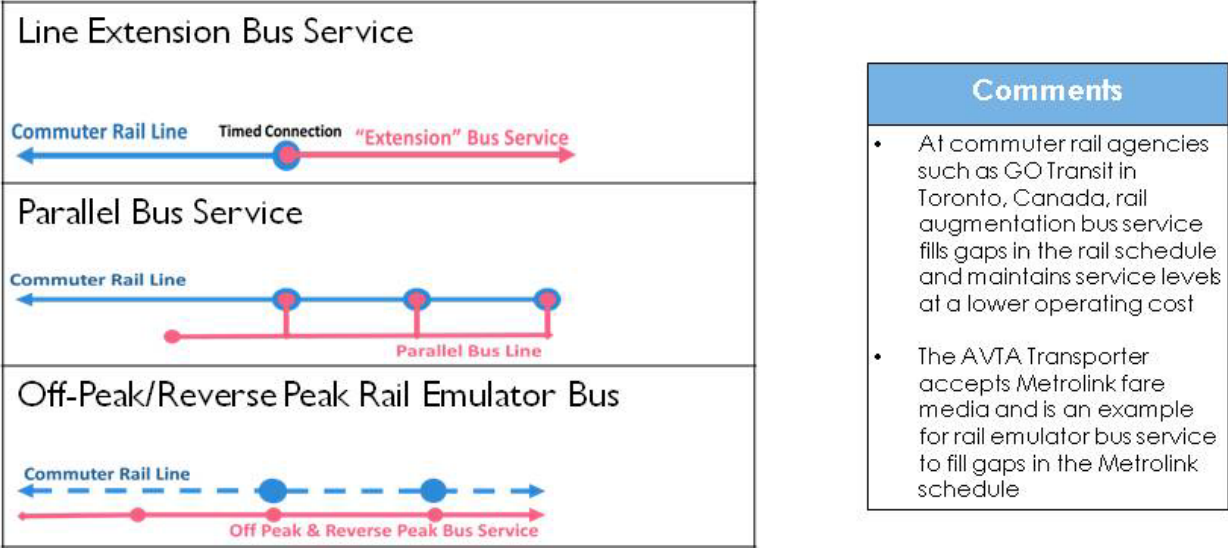 Line Extension Bus Service
Commuter Rail Line
Timed Connection
"Extension" Bus Service
Parallel Bus Service
Commuter Rail Line
Parallel Bus Line
Off-Peak/Reverse Peak Rail Emulator Bus
Commuter Rail Line
Off Peak & Reverse Peak Bus Service
Comments
• At commuter rail agencies
such as GO Transit in
Toronto, Canada, rail
augmentation bus service
fills gaps in the rail schedule
and maintains service levels
at a lower operating cost
• The AVTA Transporter
accepts Metrolink fare
media and is an example
for rail emulator bus service
to fill gaps in the Metrolink
schedule